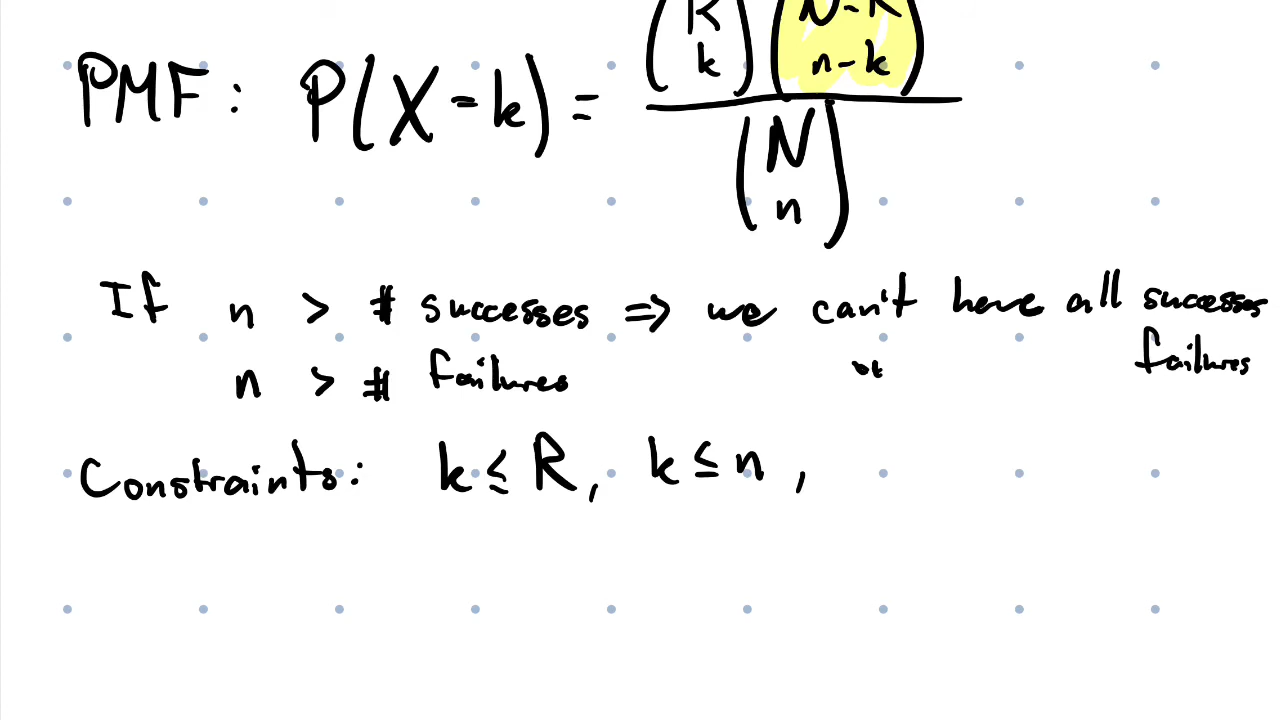 (R k) (N-R n-k)
PMF: P(X=k)=
(N n)
If n > # successes => we can't have all successes
n > # failures or failures
Constraints: k ≤ R, k ≤ n,